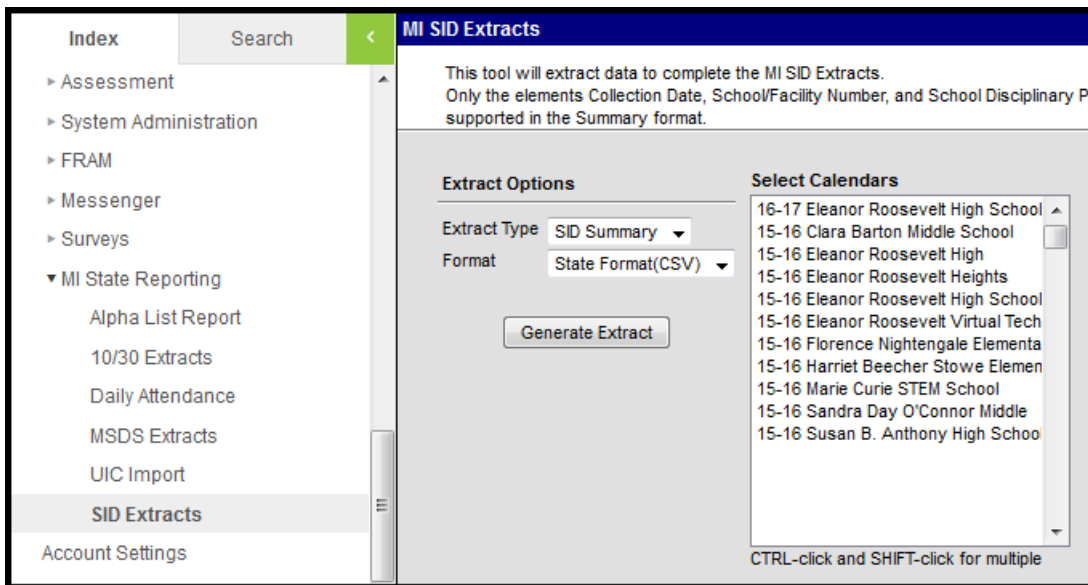 Index
Search
Assessment
System Administration
FRAM
Messenger
Surveys
MI State Reporting
Alpha List Report
10/30 Extracts
Daily Attendance
MSDS Extracts
UIC Import
SID Extracts
Account Settings
MI SID Extracts
This tool will extract data to complete the MI SID Extracts.
Only the elements Collection Date, School/Facility Number, and School Disciplinary P
supported in the Summary format.
Extract Options
Extract Type SID Summary
Format State Format(CSV)
Generate Extract
Select Calendars
16-17 Eleanor Roosevelt High School
15-16 Clara Barton Middle School
15-16 Eleanor Roosevelt High
15-16 Eleanor Roosevelt Heights
15-16 Eleanor Roosevelt High School
15-16 Eleanor Roosevelt Virtual Tech
15-16 Florence Nightengale Elementa
15-16 Harriet Beecher Stowe Elemen
15-16 Marie Curie STEM School
15-16 Sandra Day O'Connor Middle
15-16 Susan B. Anthony High Schoo
CTRL-click and SHIFT-click for multiple